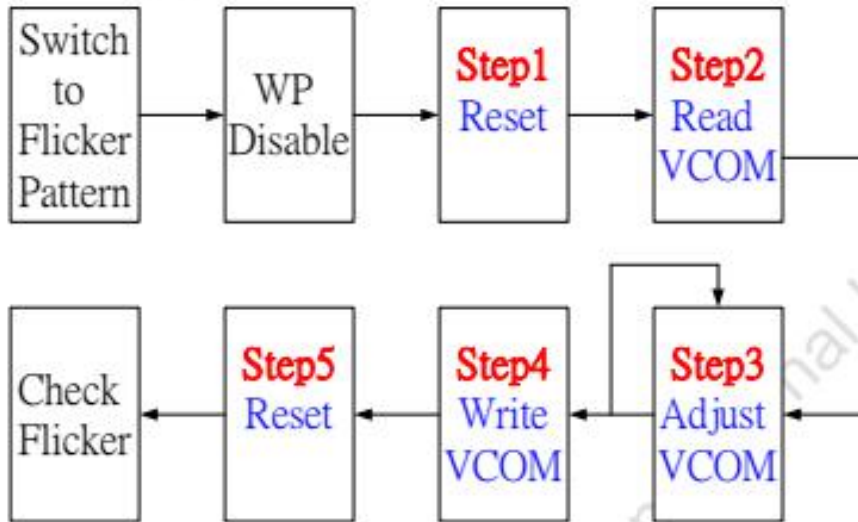 Switch
to
Flicker
Pattern
WP
Disable
Step1
Reset
Step2
Read
VCOM
Step3
Adjust
VCOM
Step4
Write
VCOM
Step5
Reset
Check
Flicker